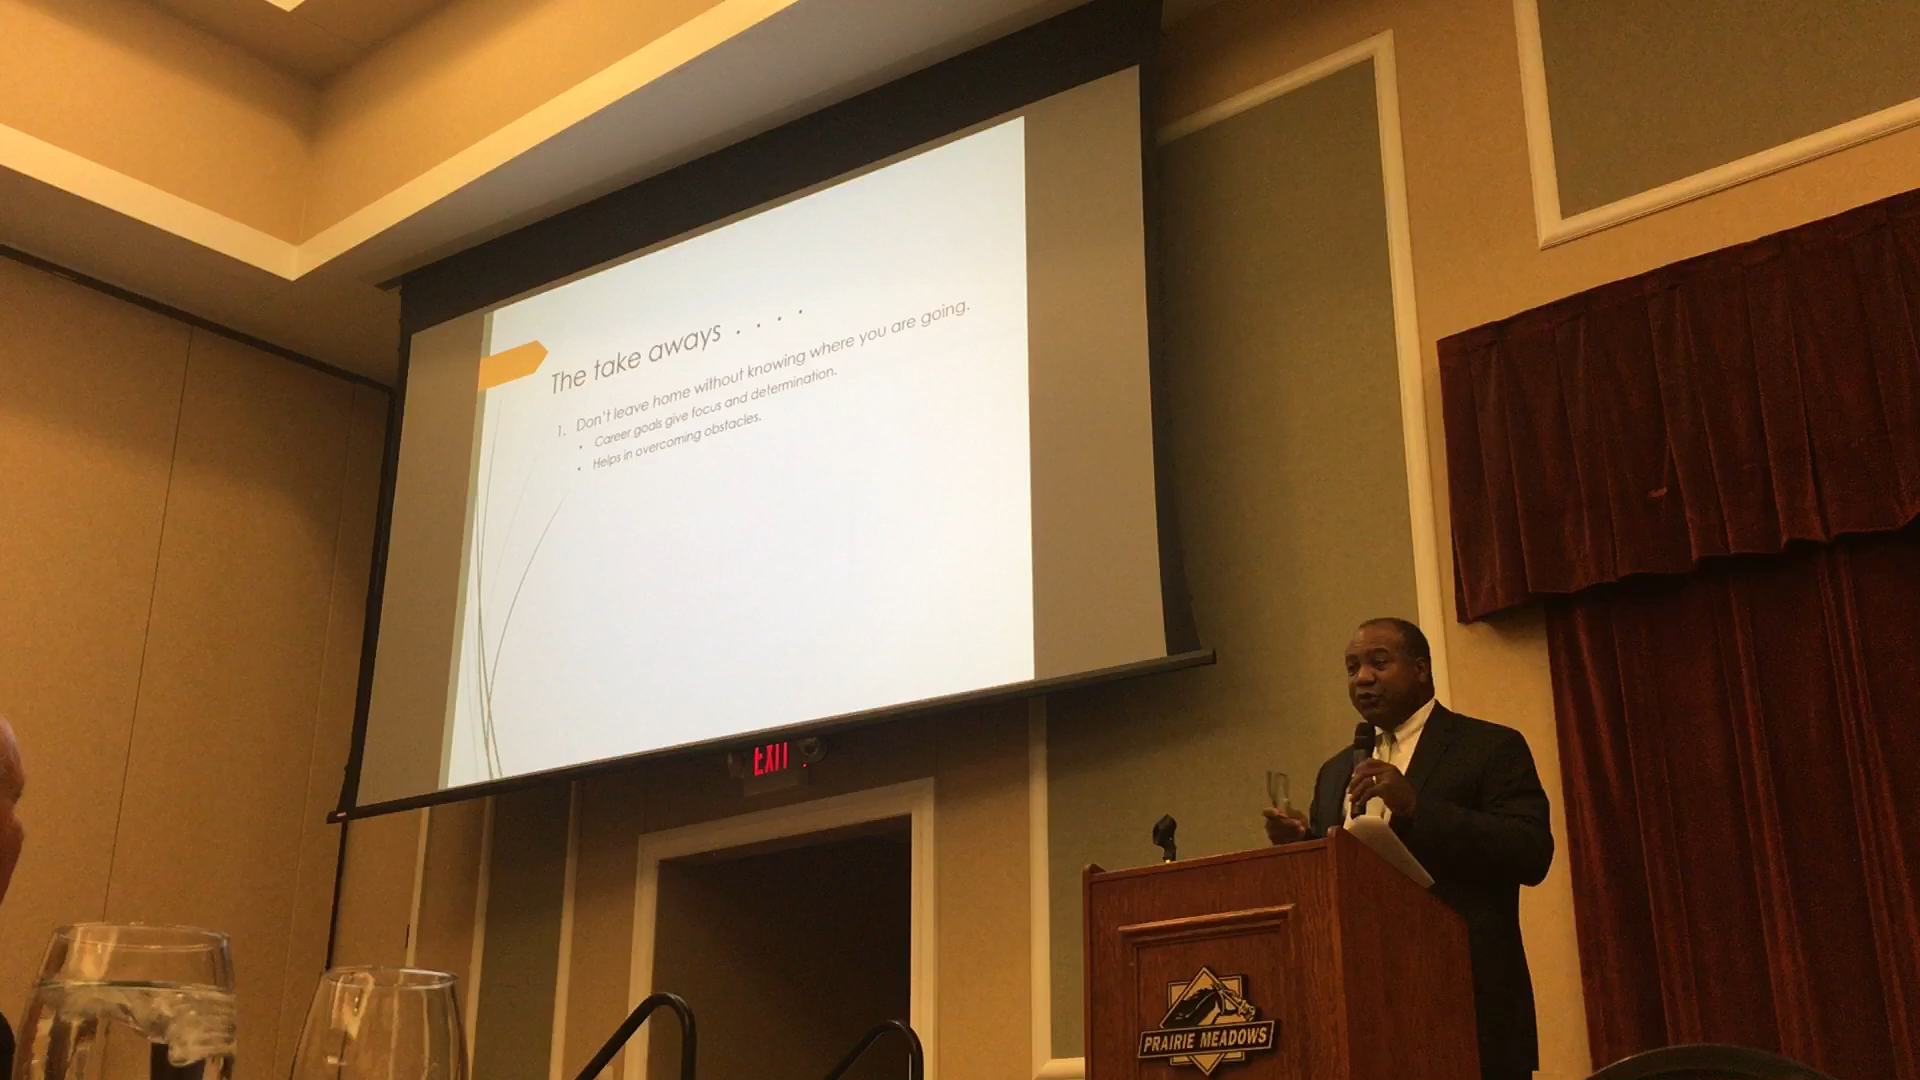 The take aways . . . .
1. Don't leave home without knowing where you are going.
• Career goals give focus and determination.
• Helps in overcoming obstacles.
EXIT
PRAIRIE MEADOWS